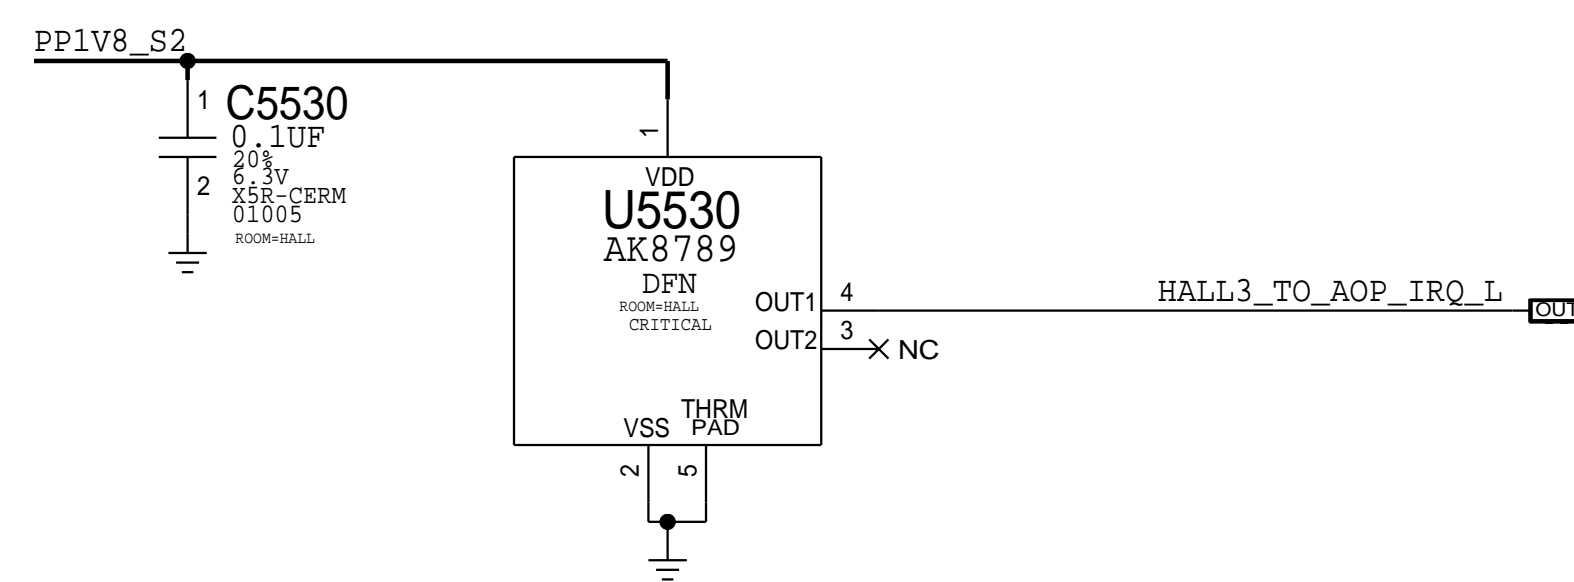 PP1V8_S2
1
C5530
0.1UF
20%
6.3V
X5R-CERM
01005
2
ROOM=HALL
1
VDD
U5530
AK8789
DFN
ROOM=HALL
CRITICAL
OUT1
4
HALL3_TO_AOP_IRQ_L
OUT
OUT2
3
NC
THRM
PAD
VSS
2
5